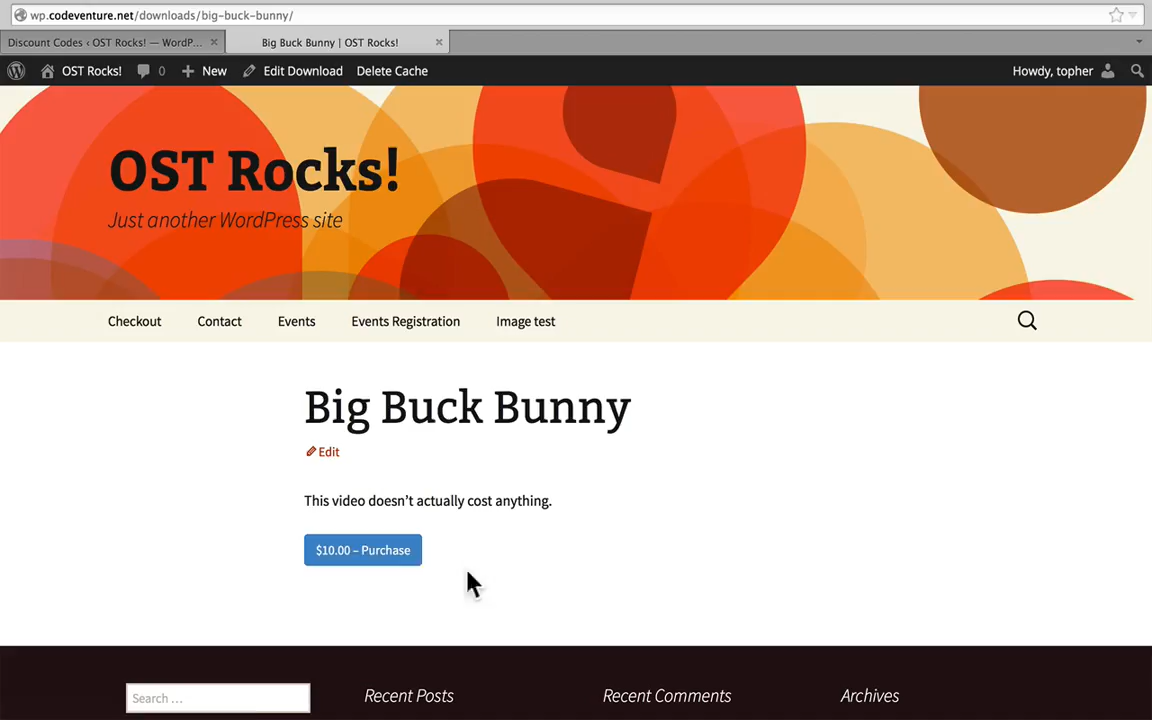 wp.codeventure.net/downloads/big-buck-bunny/
Discount Codes ‹ OST Rocks! — WordP...
Big Buck Bunny | OST Rocks!
OST Rocks!
0
New
Edit Download
Delete Cache
Howdy, topher
OST Rocks!
Just another WordPress site
Checkout
Contact
Events
Events Registration
Image test
Big Buck Bunny
Edit
This video doesn't actually cost anything.
$10.00 – Purchase
Search …
Recent Posts
Recent Comments
Archives